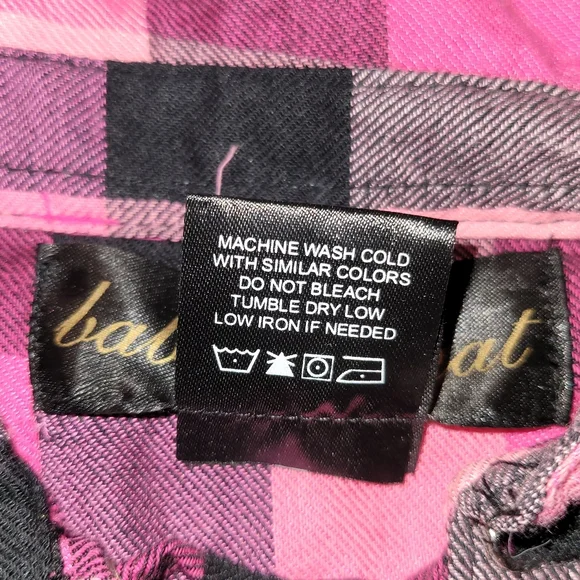 MACHINE WASH COLD
WITH SIMILAR COLORS
DO NOT BLEACH
TUMBLE DRY LOW
LOW IRON IF NEEDED